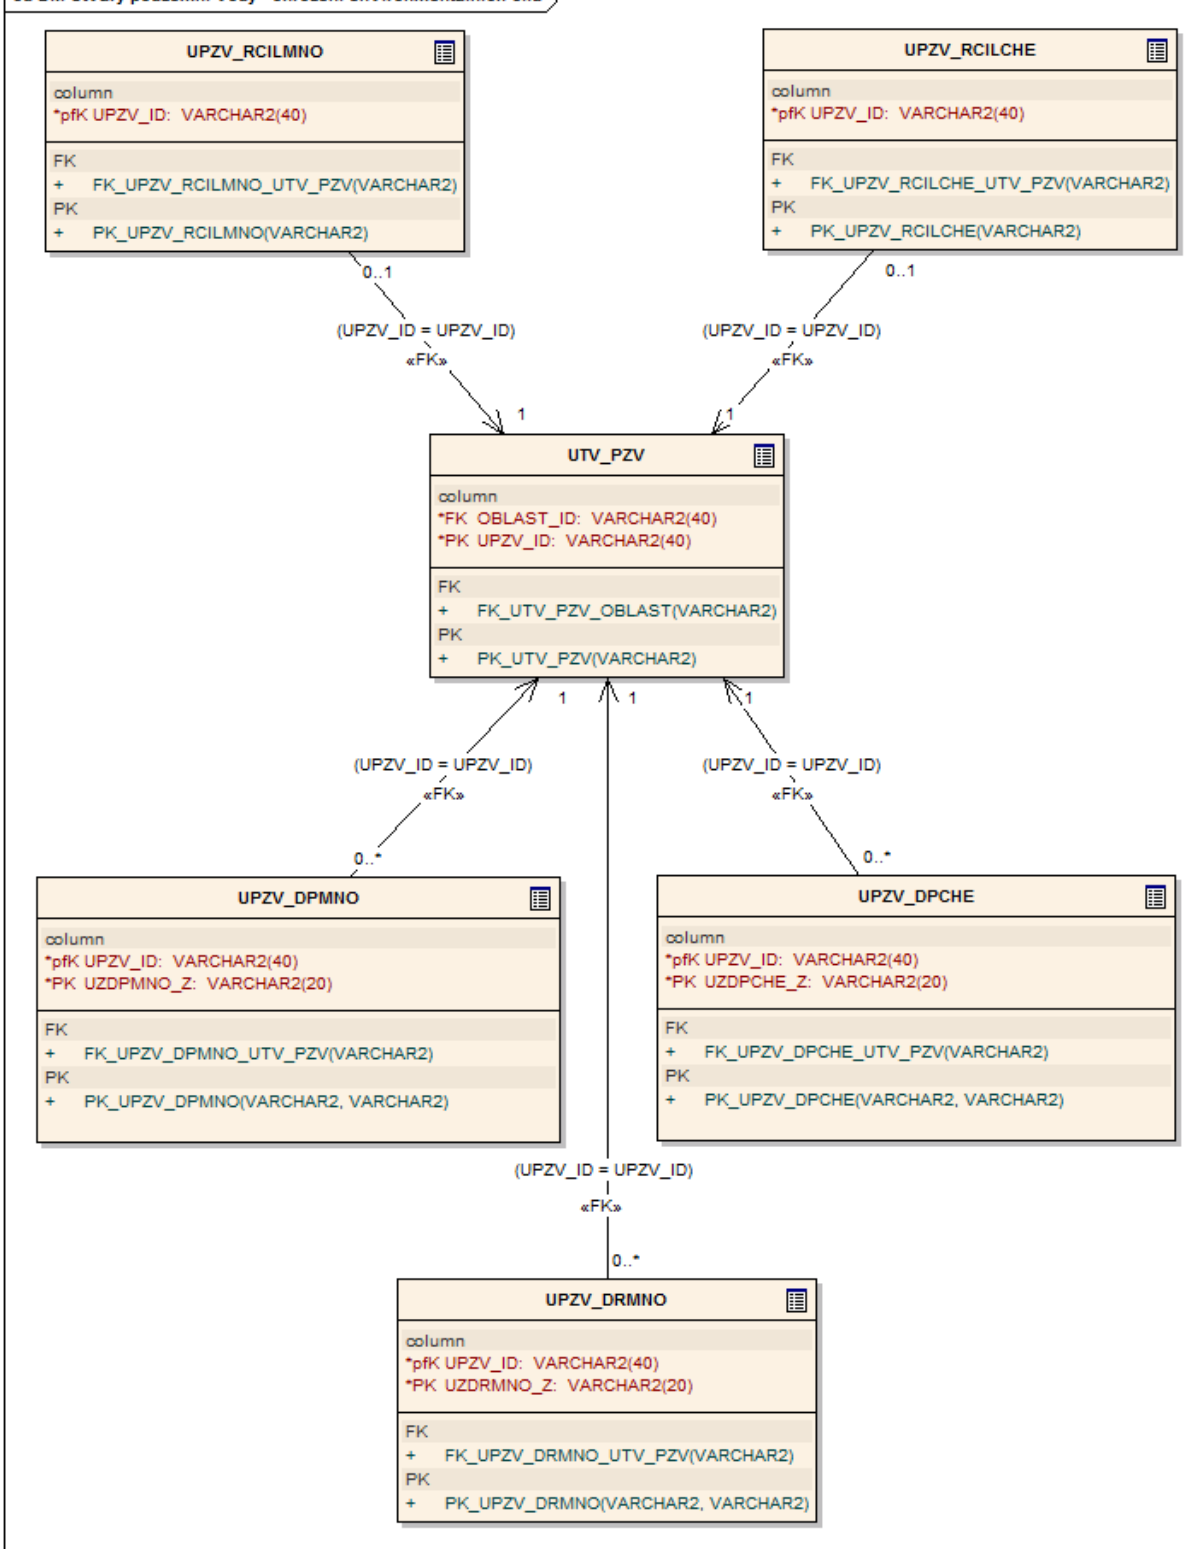 UPZV_RCILMNO
column
*pfK UPZV_ID: VARCHAR2(40)
FK
+ FK_UPZV_RCILMNO_UTV_PZV(VARCHAR2)
PK
+ PK_UPZV_RCILMNO(VARCHAR2)
UPZV_RCILCHE
column
*pfK UPZV_ID: VARCHAR2(40)
FK
+ FK_UPZV_RCILCHE_UTV_PZV(VARCHAR2)
PK
+ PK_UPZV_RCILCHE(VARCHAR2)
0..1
(UPZV_ID = UPZV_ID)
«FK»
1
0..1
(UPZV_ID = UPZV_ID)
«FK»
1
UTV_PZV
column
*FK OBLAST_ID: VARCHAR2(40)
*PK UPZV_ID: VARCHAR2(40)
FK
+ FK_UTV_PZV_OBLAST(VARCHAR2)
PK
+ PK_UTV_PZV(VARCHAR2)
1
1
1
(UPZV_ID = UPZV_ID)
«FK»
0..*
(UPZV_ID = UPZV_ID)
«FK»
0..*
UPZV_DPMNO
column
*pfK UPZV_ID: VARCHAR2(40)
*PK UZDPMNO_Z: VARCHAR2(20)
FK
+ FK_UPZV_DPMNO_UTV_PZV(VARCHAR2)
PK
+ PK_UPZV_DPMNO(VARCHAR2, VARCHAR2)
UPZV_DPCHE
column
*pfK UPZV_ID: VARCHAR2(40)
*PK UZDPCHE_Z: VARCHAR2(20)
FK
+ FK_UPZV_DPCHE_UTV_PZV(VARCHAR2)
PK
+ PK_UPZV_DPCHE(VARCHAR2, VARCHAR2)
(UPZV_ID = UPZV_ID)
«FK»
0..*
UPZV_DRMNO
column
*pfK UPZV_ID: VARCHAR2(40)
*PK UZDRMNO_Z: VARCHAR2(20)
FK
+ FK_UPZV_DRMNO_UTV_PZV(VARCHAR2)
PK
+ PK_UPZV_DRMNO(VARCHAR2, VARCHAR2)